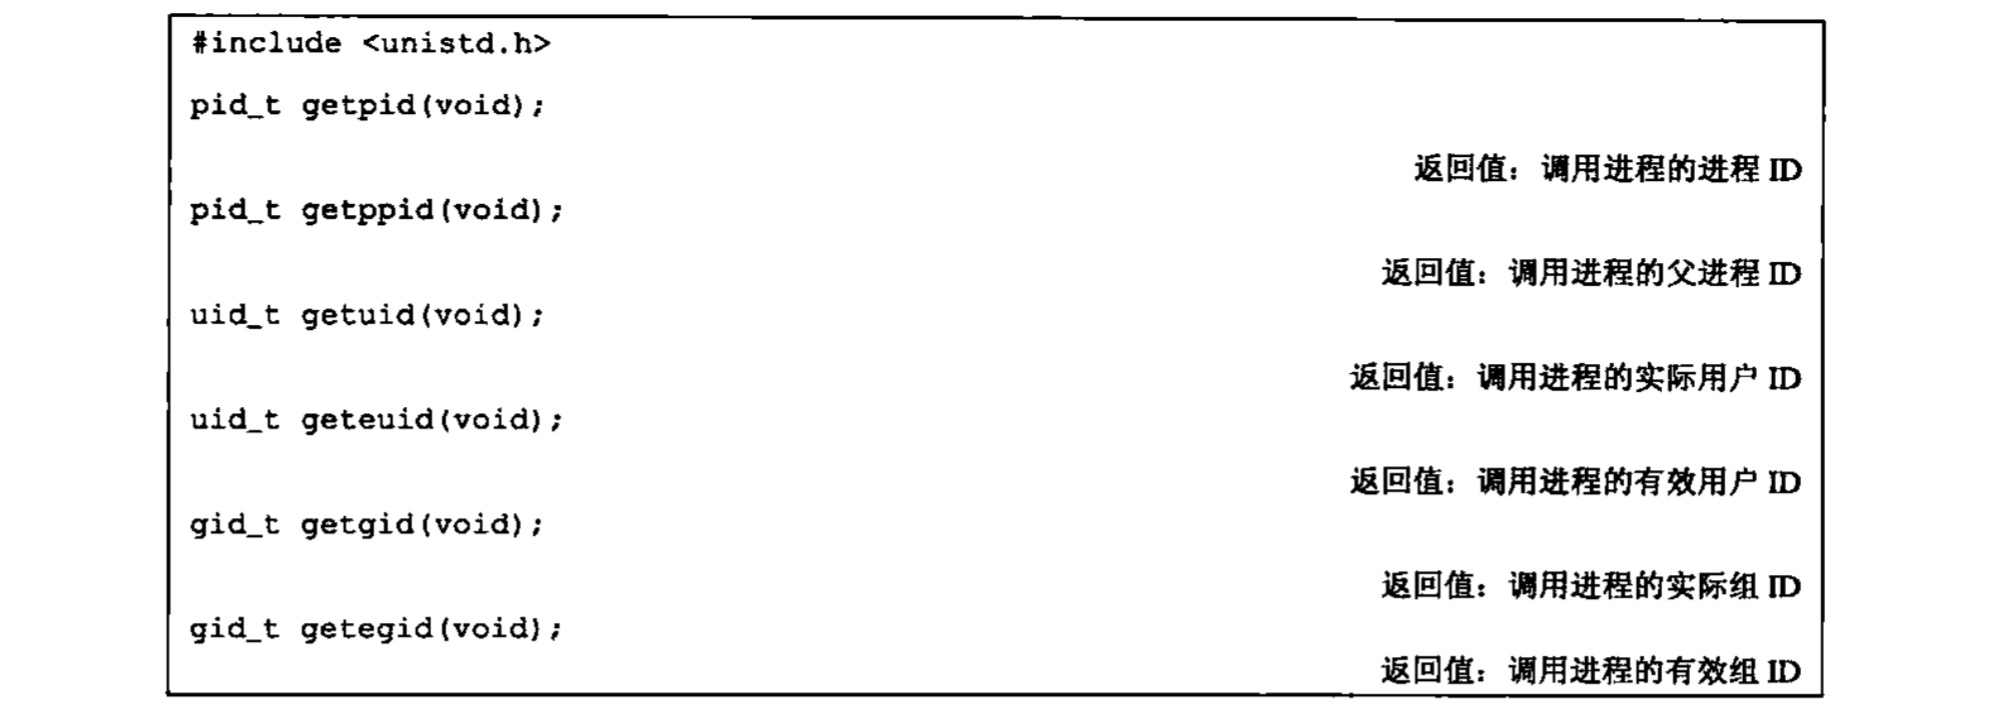 #include <unistd.h>
pid_t getpid(void);
返回值：调用进程的进程 ID
pid_t getppid(void);
返回值：调用进程的父进程 ID
uid_t getuid(void);
返回值：调用进程的实际用户 ID
uid_t geteuid(void);
返回值：调用进程的有效用户 ID
gid_t getgid(void);
返回值：调用进程的实际组 ID
gid_t getegid(void);
返回值：调用进程的有效组 ID